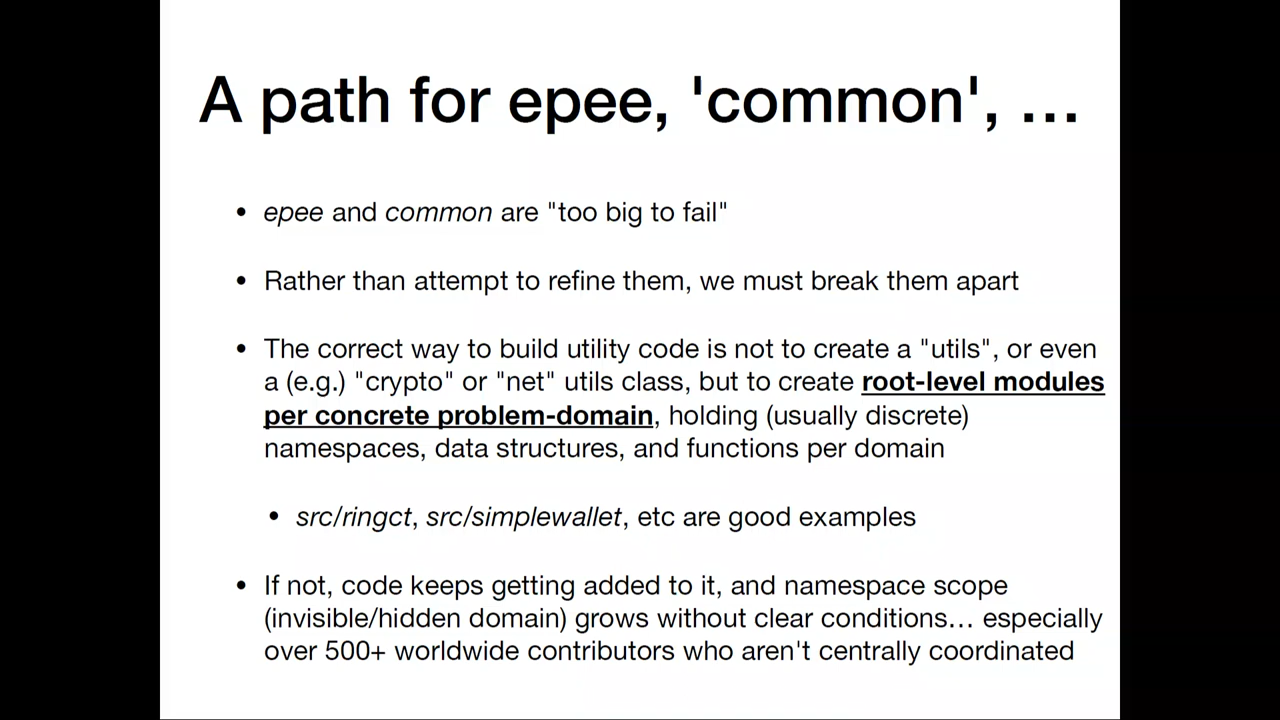 A path for epee, 'common', …
• epee and common are "too big to fail"
• Rather than attempt to refine them, we must break them apart
• The correct way to build utility code is not to create a "utils", or even
a (e.g.) "crypto" or "net" utils class, but to create root-level modules
per concrete problem-domain, holding (usually discrete)
namespaces, data structures, and functions per domain
• src/ringct, src/simplewallet, etc are good examples
• If not, code keeps getting added to it, and namespace scope
(invisible/hidden domain) grows without clear conditions… especially
over 500+ worldwide contributors who aren't centrally coordinated